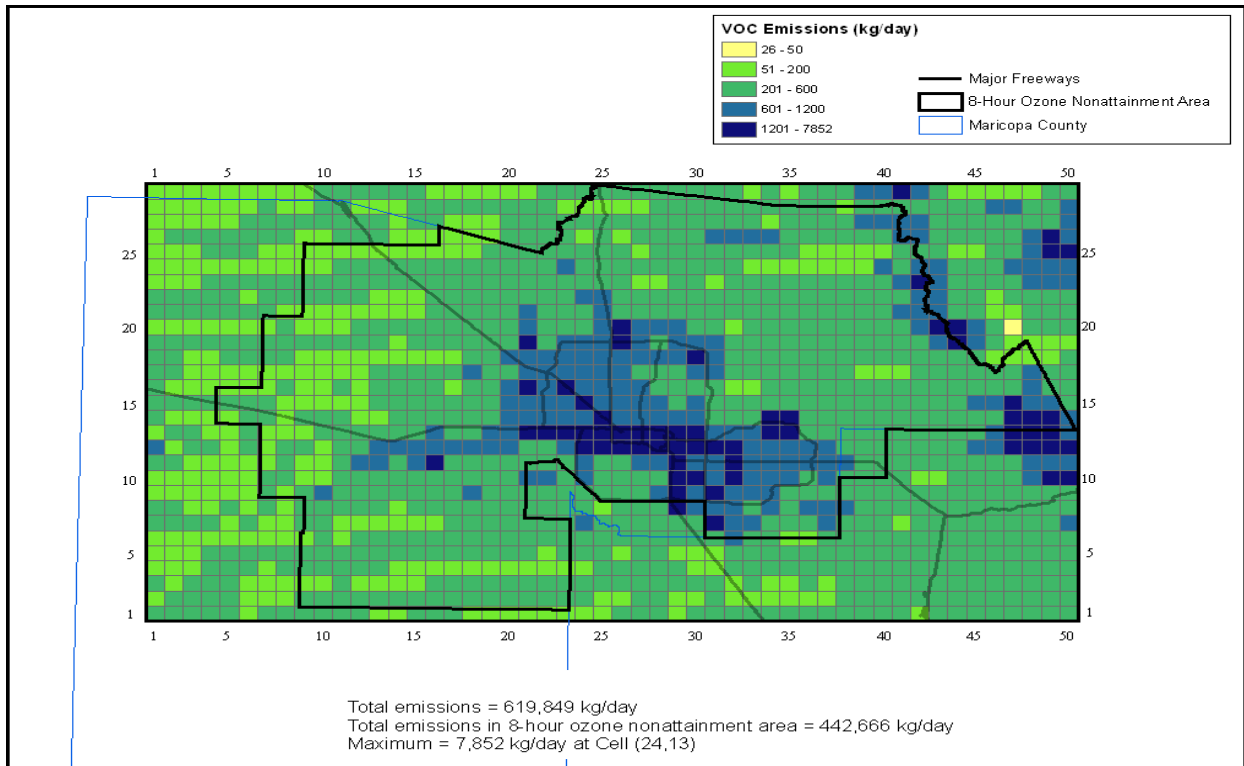 VOC Emissions (kg/day)
26 - 50
51 - 200
201 - 600
601 - 1200
1201 - 7852
Major Freeways
8-Hour Ozone Nonattainment Area
Maricopa County
1 5 10 15 20 25 30 35 40 45 50
25 25
20 20
15 15
10 10
5 5
1 1
1 5 10 15 20 25 30 35 40 45 50
Total emissions = 619,849 kg/day
Total emissions in 8-hour ozone nonattainment area = 442,666 kg/day
Maximum = 7,852 kg/day at Cell (24,13)